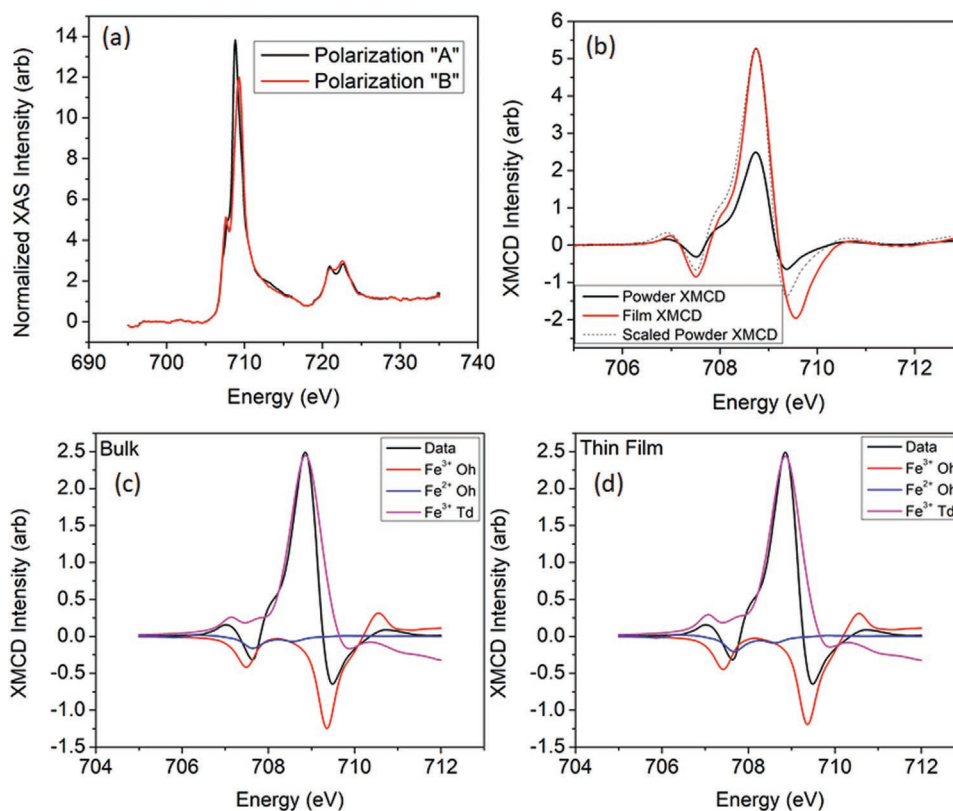 (a)
Polarization "A"
Polarization "B"
Normalized XAS Intensity (arb)
14
12
10
8
6
4
2
0
690 700 710 720 730 740
Energy (eV)
(b)
XMCD Intensity (arb)
5
4
3
2
1
0
-1
-2
Powder XMCD
Film XMCD
Scaled Powder XMCD
706 708 710 712
Energy (eV)
Bulk
(c)
Data
Fe³⁺ Oh
Fe²⁺ Oh
Fe³⁺ Td
XMCD Intensity (arb)
2.5
2.0
1.5
1.0
0.5
0.0
-0.5
-1.0
-1.5
704 706 708 710 712
Energy (eV)
Thin Film
(d)
Data
Fe³⁺ Oh
Fe²⁺ Oh
Fe³⁺ Td
XMCD Intensity (arb)
2.5
2.0
1.5
1.0
0.5
0.0
-0.5
-1.0
-1.5
704 706 708 710 712
Energy (eV)